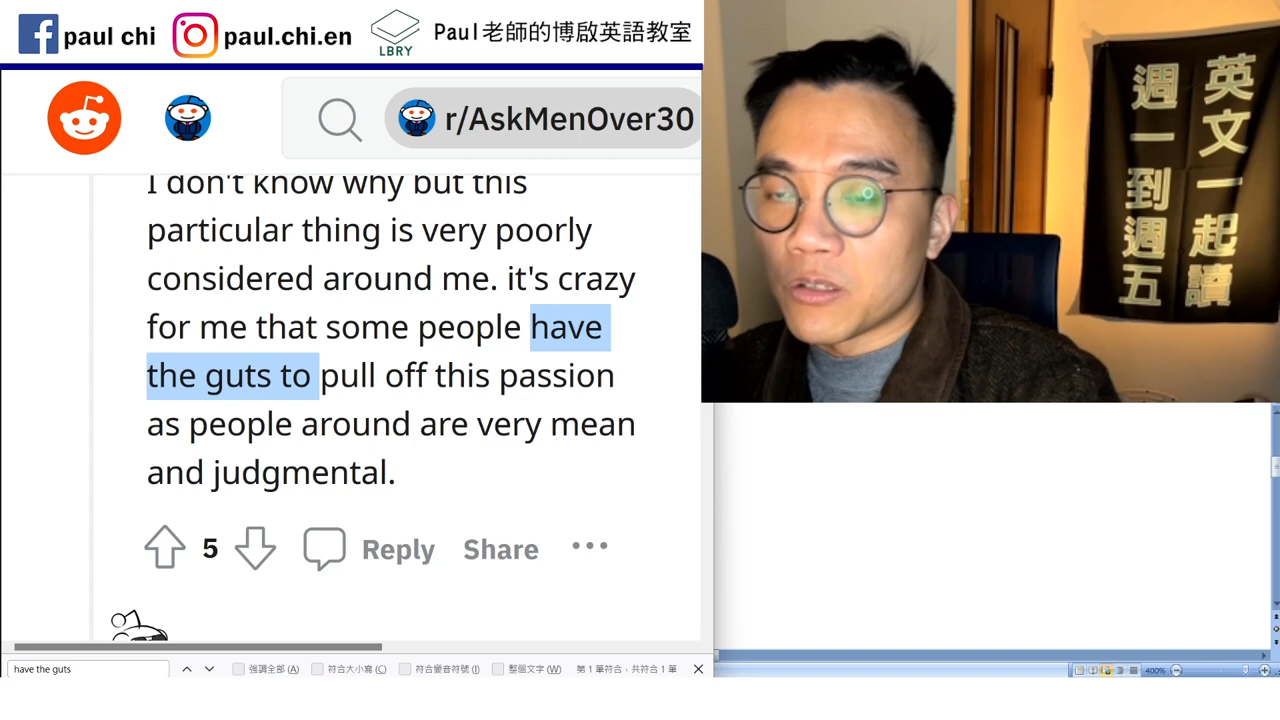 paul chi
paul.chi.en
LBRY
Paul老師的博啟英語教室
r/AskMenOver30
I don't know why but this
particular thing is very poorly
considered around me. it's crazy
for me that some people have
the guts to pull off this passion
as people around are very mean
and judgmental.
5
Reply
Share
英文一起讀
週一到週五
have the guts
強調全部 (A)
符合大小寫 (C)
符合變音符號 (I)
整個文字 (W)
第 1 筆符合，共符合 1 筆
400%